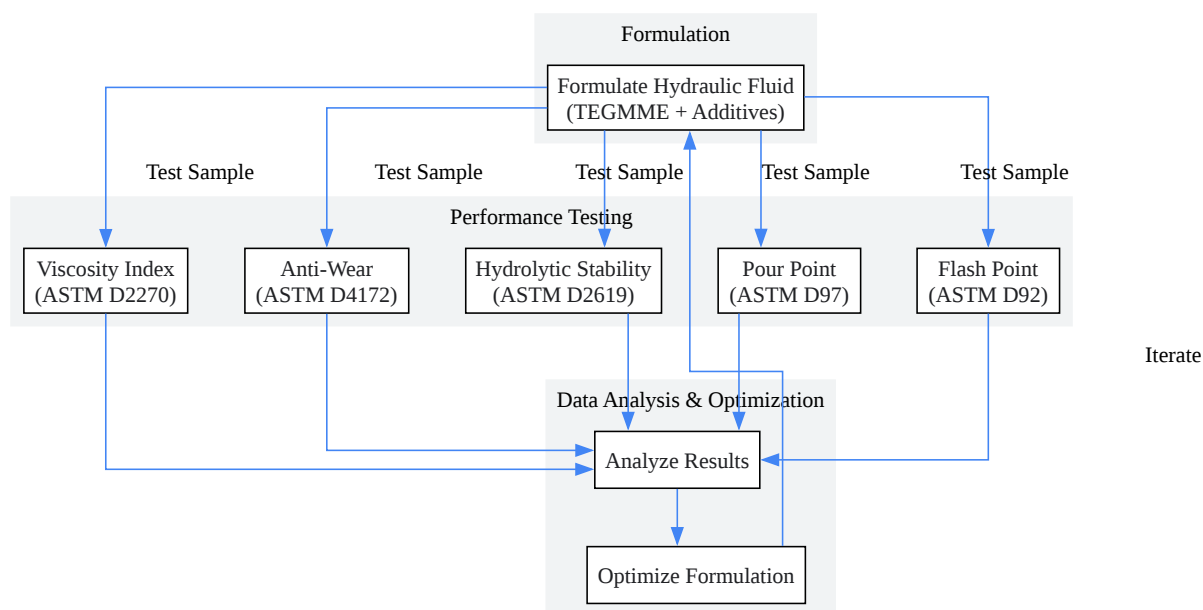 Formulation
Formulate Hydraulic Fluid
(TEGMME + Additives)
Test Sample
Test Sample
Test Sample
Test Sample
Test Sample
Performance Testing
Viscosity Index
(ASTM D2270)
Anti-Wear
(ASTM D4172)
Hydrolytic Stability
(ASTM D2619)
Pour Point
(ASTM D97)
Flash Point
(ASTM D92)
Iterate
Data Analysis & Optimization
Analyze Results
Optimize Formulation